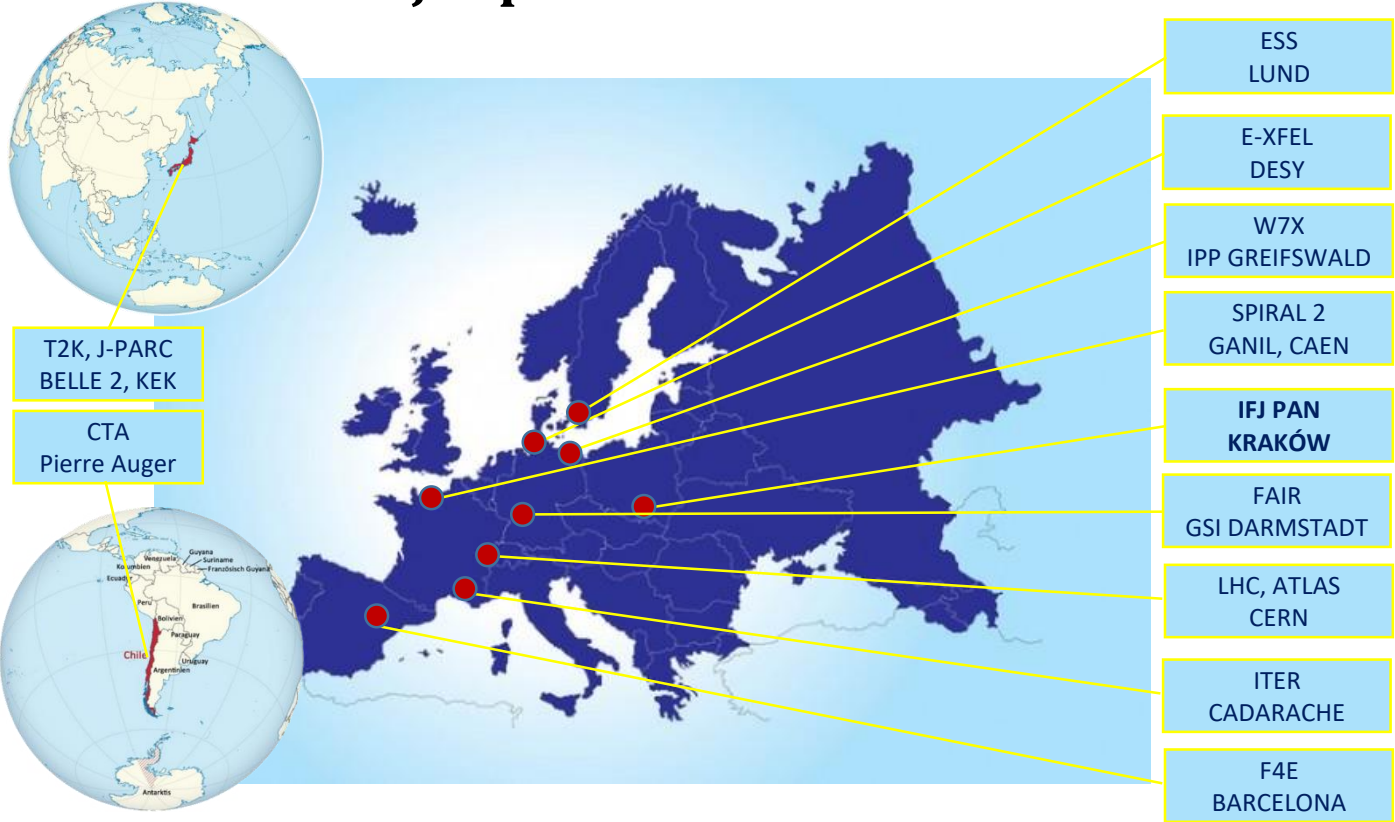 ESS
LUND
E-XFEL
DESY
W7X
IPP GREIFSWALD
SPIRAL 2
GANIL, CAEN
IFJ PAN
KRAKÓW
FAIR
GSI DARMSTADT
LHC, ATLAS
CERN
ITER
CADARACHE
F4E
BARCELONA
T2K, J-PARC
BELLE 2, KEK
CTA
Pierre Auger
Venezuela
Guyana
Suriname
Französisch Guyana
Kolumbien
Ecuador
Peru
Brasilien
Bolivien
Paraguay
Chile
Uruguay
Argentinien
Antarktis